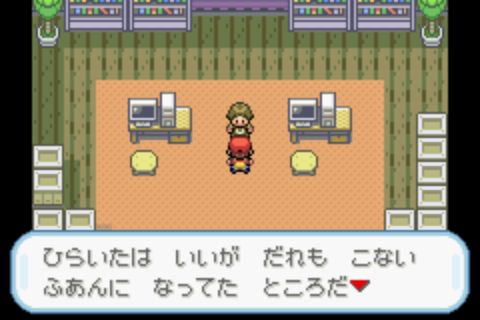 ひらいたは　いいが　だれも　こない
ふあんに　なってた　ところだ